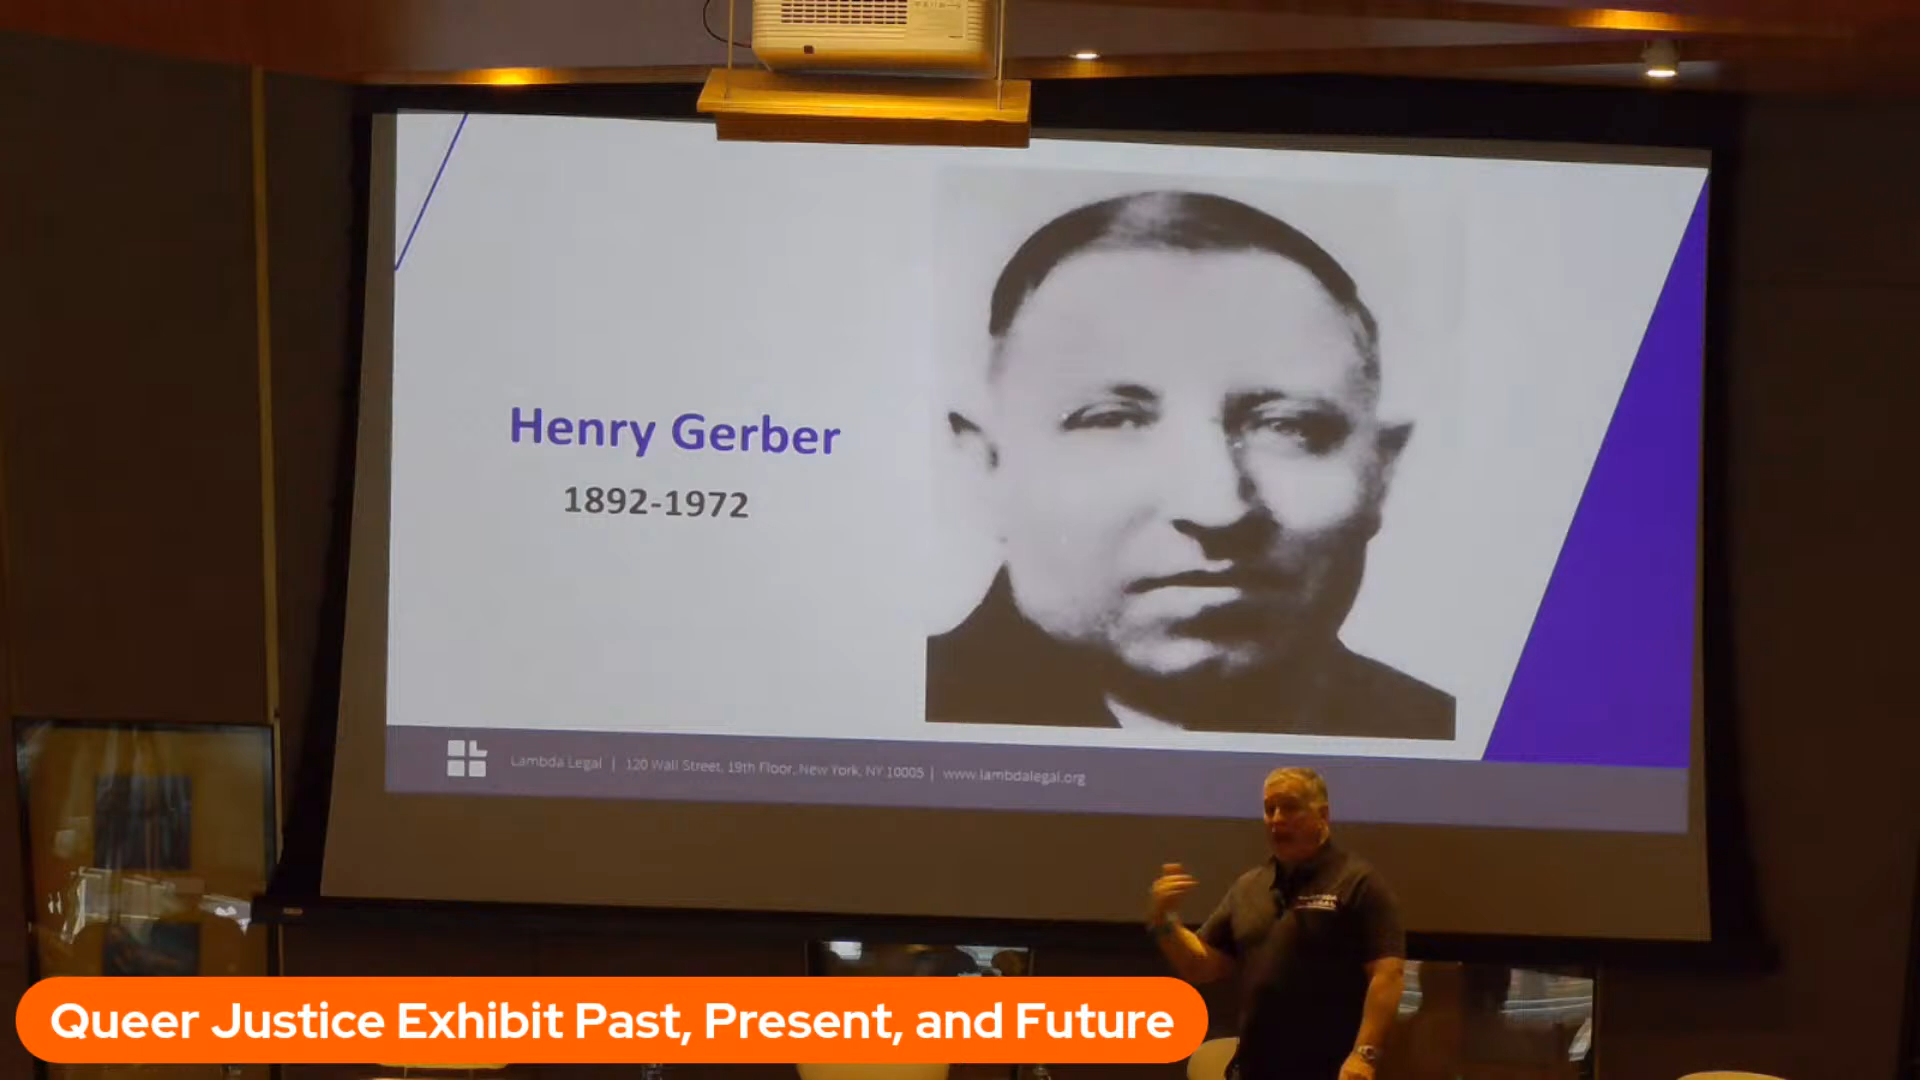 Henry Gerber
1892-1972
Lambda Legal | 120 Wall Street, 19th Floor, New York, NY 10005 | www.lambdalegal.org
LEGAL
Queer Justice Exhibit Past, Present, and Future